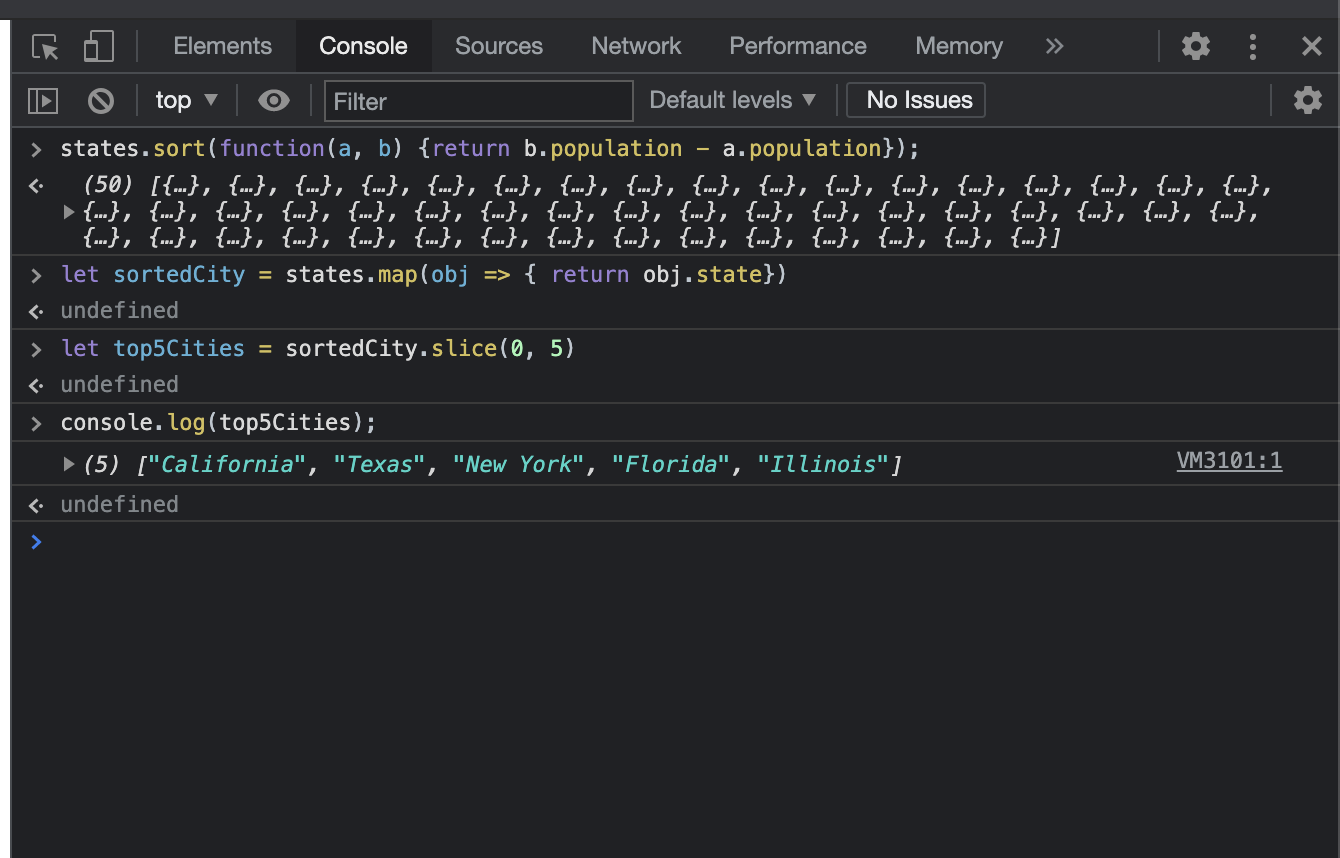 Elements Console Sources Network Performance Memory »
top ▼ Filter Default levels ▼ No Issues
> states.sort(function(a, b) {return b.population - a.population});
(50) [{…}, {…}, {…}, {…}, {…}, {…}, {…}, {…}, {…}, {…}, {…}, {…}, {…}, {…}, {…}, {…}, {…},
{…}, {…}, {…}, {…}, {…}, {…}, {…}, {…}, {…}, {…}, {…}, {…}, {…}, {…}, {…}, {…}, {…}, {…},
{…}, {…}, {…}, {…}, {…}, {…}, {…}, {…}, {…}, {…}, {…}, {…}, {…}, {…}, {…}]
> let sortedCity = states.map(obj => { return obj.state})
undefined
> let top5Cities = sortedCity.slice(0, 5)
undefined
> console.log(top5Cities);
(5) ["California", "Texas", "New York", "Florida", "Illinois"] VM3101:1
undefined
>